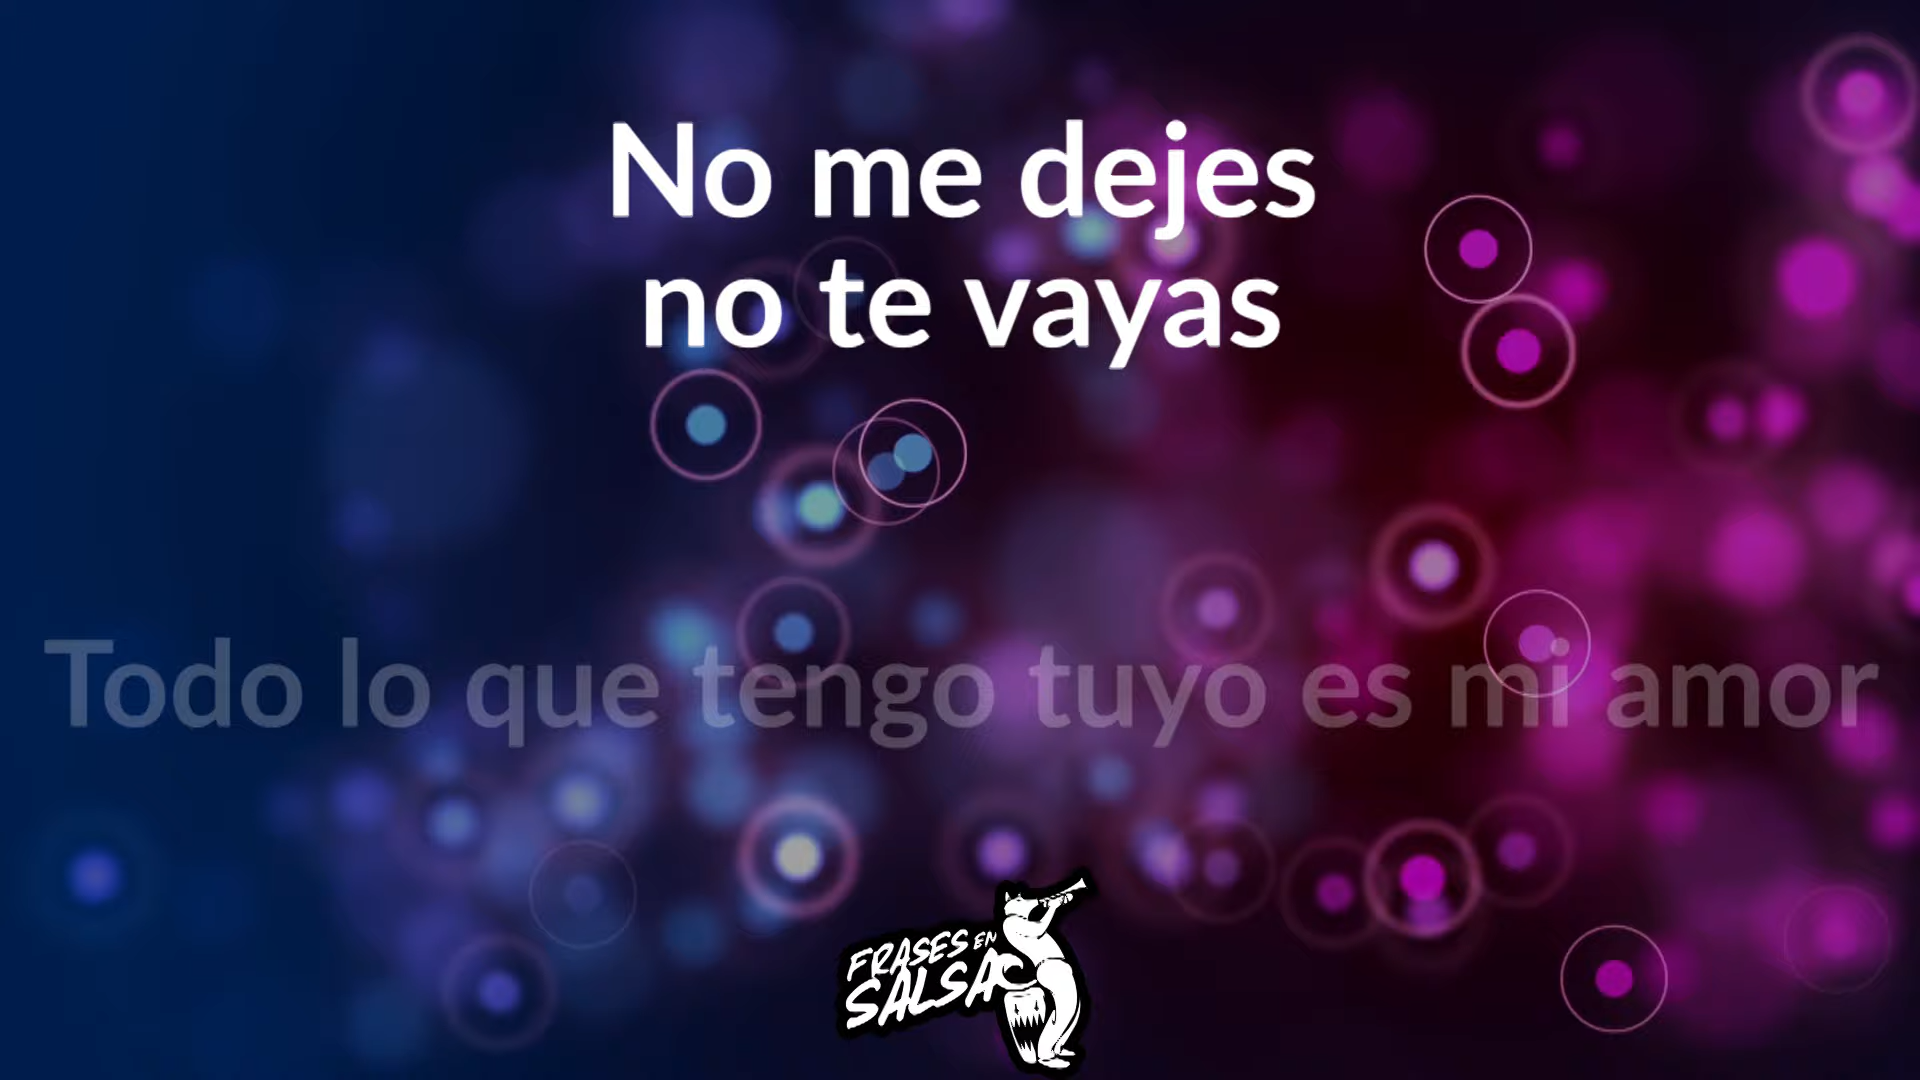 No me dejes
no te vayas
Todo lo que tengo tuyo es mi amor
FRASES EN
SALSA